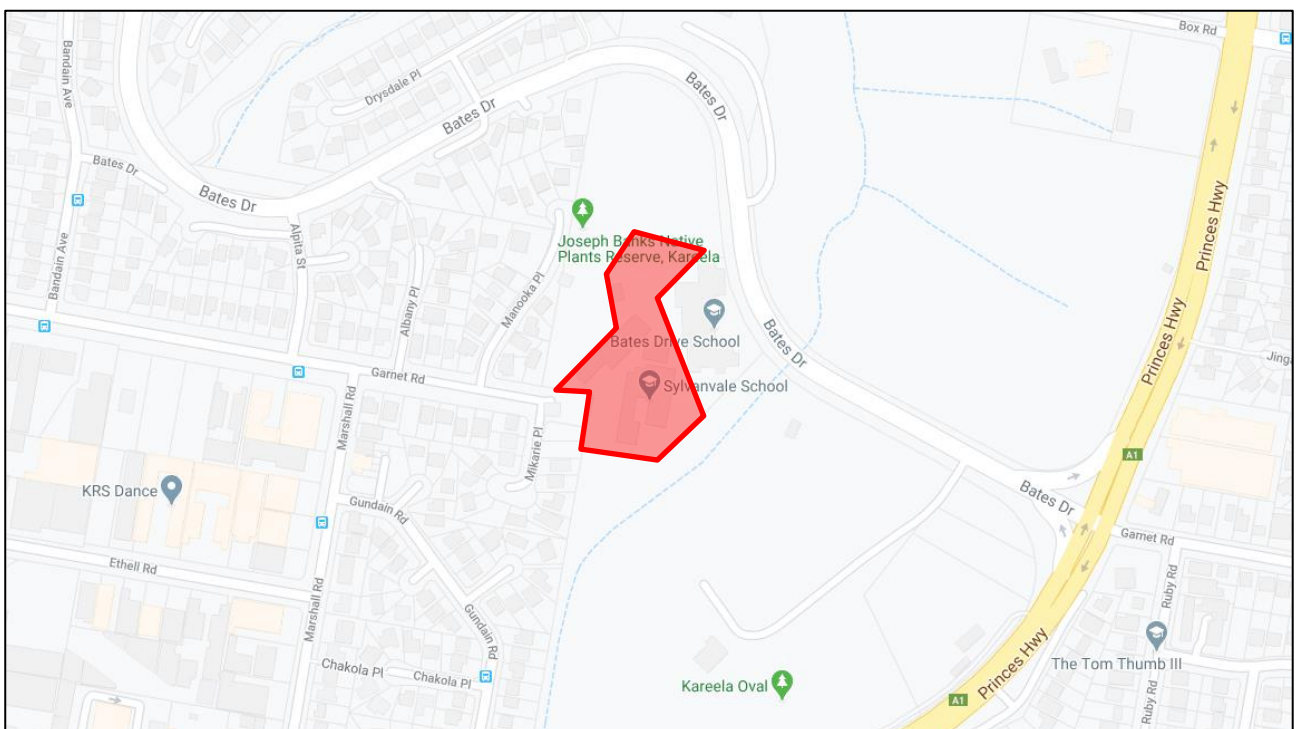 Box Rd
Bandain Ave
Drysdale Pl
Bates Dr
Bates Dr
Bates Dr
Bates Dr
Alpita St
Joseph Banks Native
Plants Reserve, Kareela
Princes Hwy
Bandain Ave
Albany Pl
Manooka Pl
Bates Drive School
Bates Dr
Princes Hwy
Garnet Rd
Sylvanvale School
Marshall Rd
Mikarie Pl
A1
KRS Dance
Gundain Rd
Bates Dr
Garnet Rd
Ethell Rd
Marshall Rd
Gundain Rd
Ruby Rd
Princes Hwy
The Tom Thumb III
Chakola Pl
Chakola Pl
Kareela Oval
A1
Ruby Rd